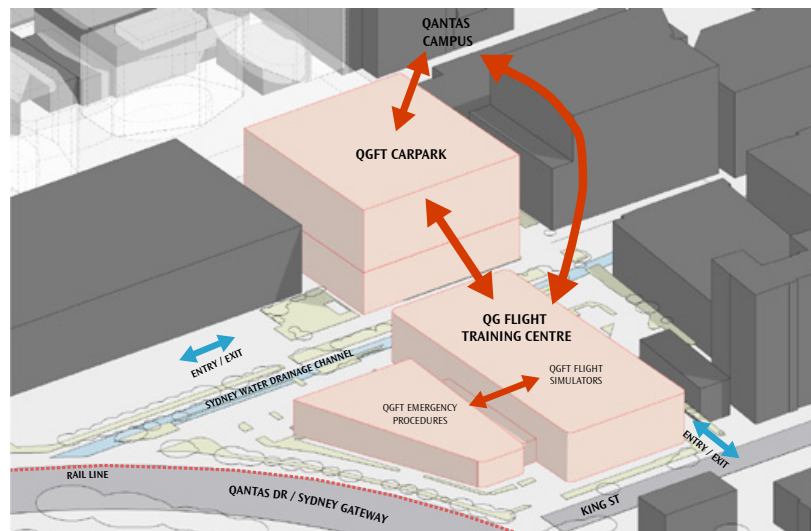 QANTAS
CAMPUS
QGFT CARPARK
QG FLIGHT
TRAINING CENTRE
QGFT FLIGHT
SIMULATORS
QGFT EMERGENCY
PROCEDURES
ENTRY / EXIT
SYDNEY WATER DRAINAGE CHANNEL
ENTRY / EXIT
RAIL LINE
QANTAS DR / SYDNEY GATEWAY
KING ST